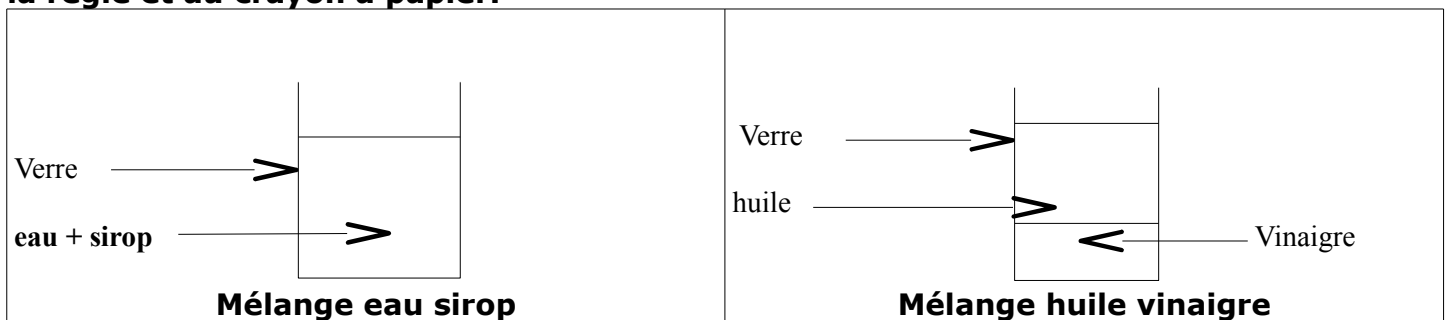 la règle et au crayon à papier.
Verre
eau + sirop
Mélange eau sirop
Verre
huile
Vinaigre
Mélange huile vinaigre